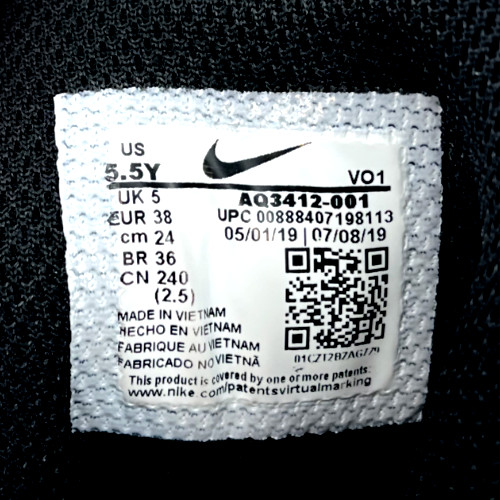 US
5.5Y VO1
UK 5 AQ3412-001
EUR 38 UPC 00888407198113
cm 24 05/01/19 | 07/08/19
BR 36
CN 240
(2.5)
MADE IN VIETNAM
HECHO EN VIETNAM
FABRIQUE AU VIETNAM
FABRICADO NO VIETNÃ
This product is covered by one or more patents.
www.nike.com/patentsvirtualmarking